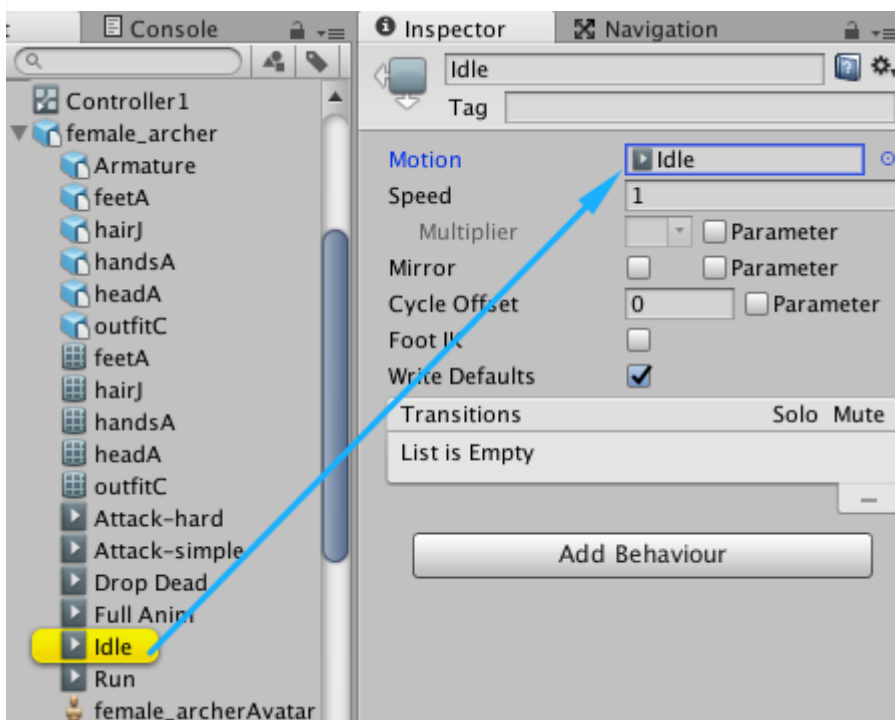 Console
Controller1
female_archer
Armature
feetA
hairJ
handsA
headA
outfitC
feetA
hairJ
handsA
headA
outfitC
Attack-hard
Attack-simple
Drop Dead
Full Anim
Idle
Run
female_archerAvatar
Inspector
Navigation
Idle
Tag
Motion Idle
Speed 1
Multiplier Parameter
Mirror Parameter
Cycle Offset 0 Parameter
Foot IK
Write Defaults
Transitions Solo Mute
List is Empty
Add Behaviour